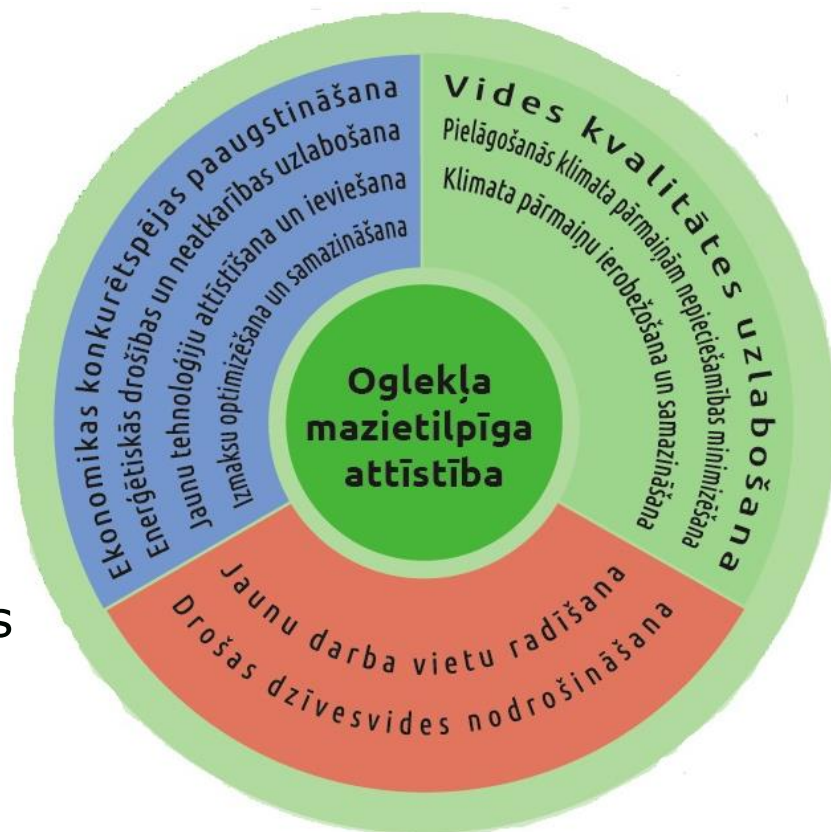 Ekonomikas konkurētspējas paaugstināšana
Enerģētiskās drošības un neatkarības uzlabošana
Jaunu tehnoloģiju attīstīšana un ieviešana
Izmaksu optimizēšana un samazināšana
Vides kvalitātes uzlabošana
Pielāgošanās klimata pārmaiņām nepieciešamības minimizēšana
Klimata pārmaiņu ierobežošana un samazināšana
Oglekļa
mazietilpīga
attīstība
Jaunu darba vietu radīšana
Drošas dzīvesvides nodrošināšana
s